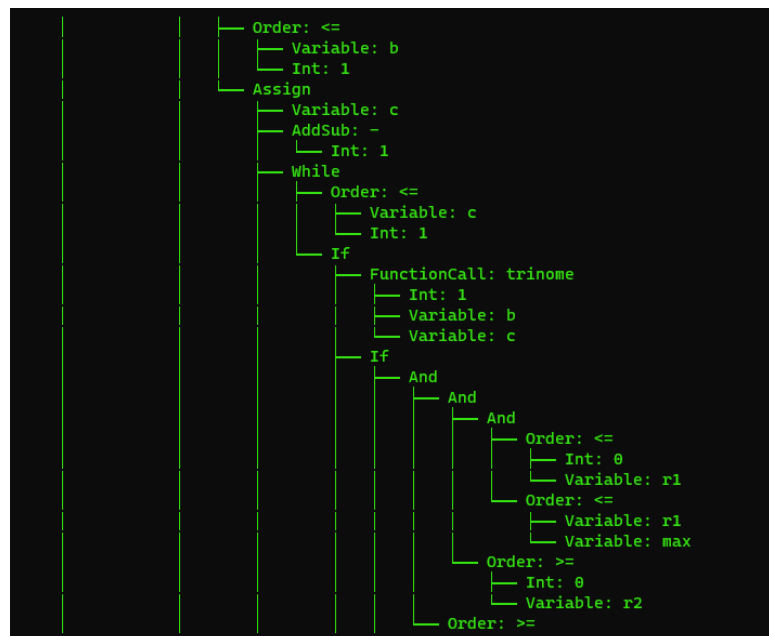 Order: <=
Variable: b
Int: 1
Assign
Variable: c
AddSub: -
Int: 1
While
Order: <=
Variable: c
Int: 1
If
FunctionCall: trinome
Int: 1
Variable: b
Variable: c
If
And
And
And
Order: <=
Int: 0
Variable: r1
Order: <=
Variable: r1
Variable: max
Order: >=
Int: 0
Variable: r2
Order: >=